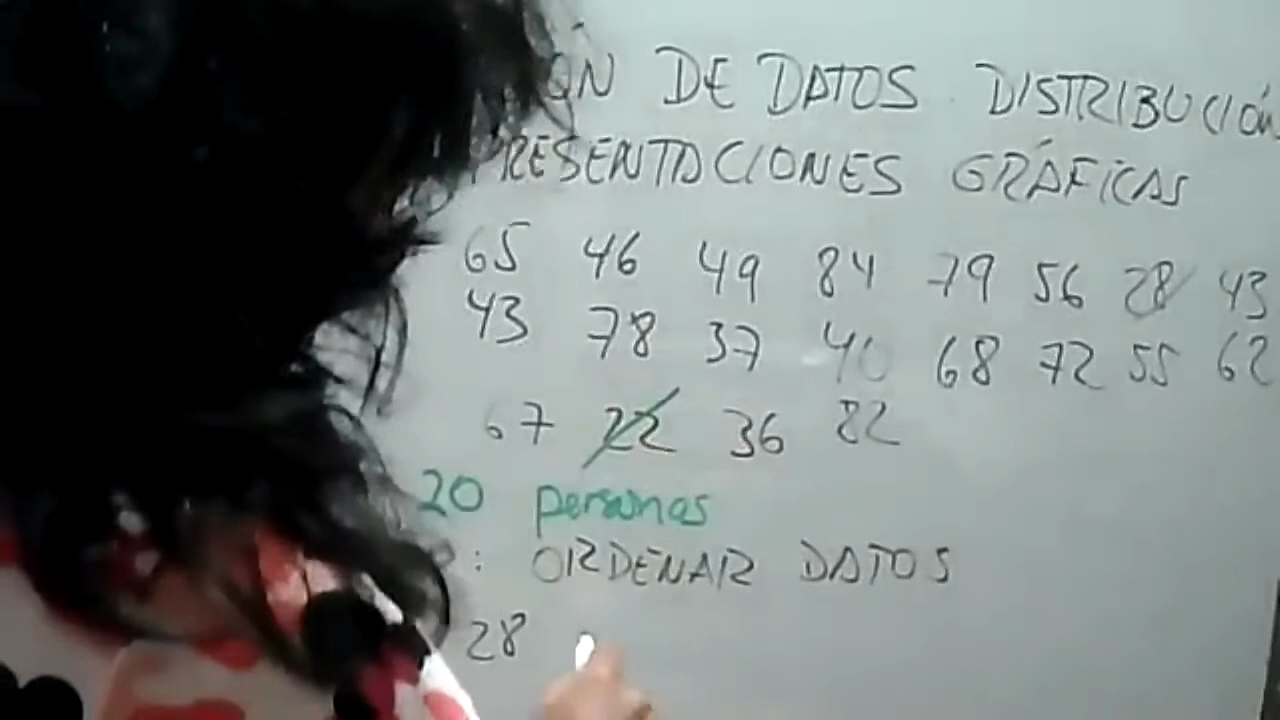 ÓN DE DATOS DISTRIBUCIÓN
PRESENTACIONES GRÁFICAS
65 46 49 84 79 56 28 43
43 78 37 40 68 72 55 62
67 22 36 82
20 personas
: ORDENAR DATOS
28